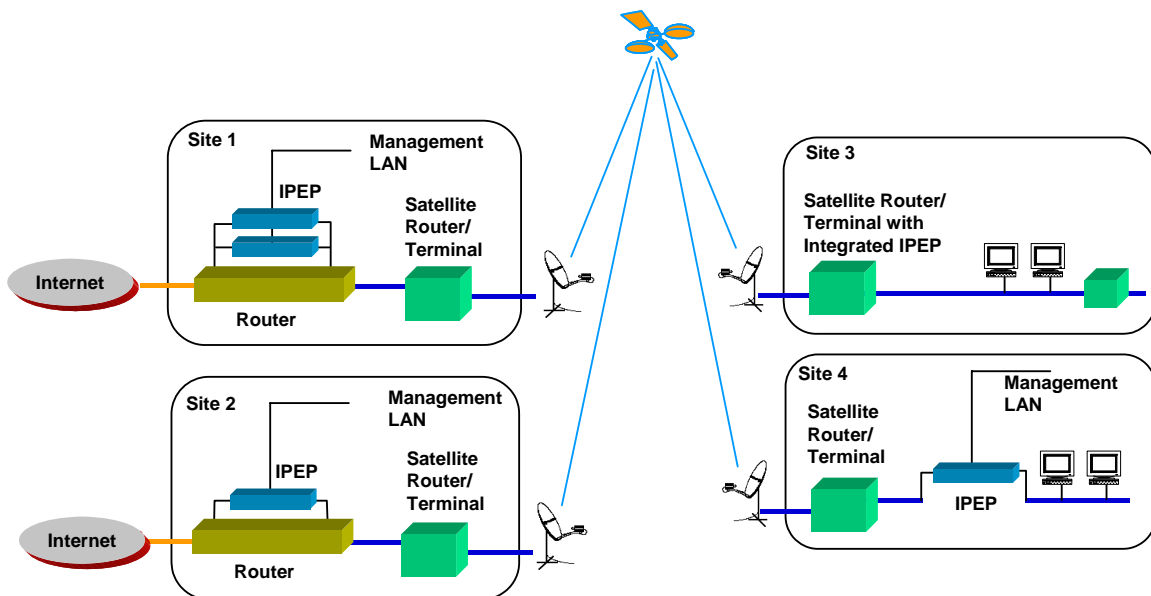 Site 1
Management
LAN
IPEP
Satellite
Router/
Terminal
Internet
Router
Site 2
Management
LAN
IPEP
Satellite
Router/
Terminal
Internet
Router
Site 3
Satellite Router/
Terminal with
Integrated IPEP
Site 4
Management
LAN
Satellite
Router/
Terminal
IPEP